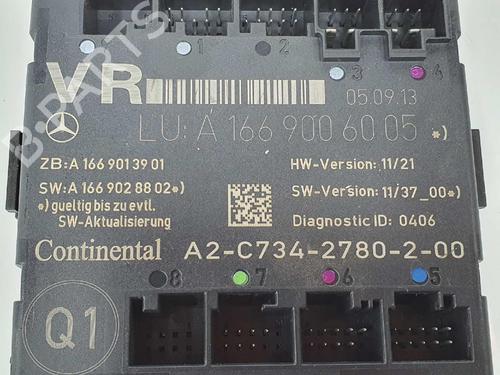 1
2
3
4
VR
05.09.13
LU: A 166 900 60 05 *)
B-PARTS
ZB: A 166 901 39 01
HW-Version: 11/21
SW: A 166 902 88 02*)
SW-Version: 11/37_00*)
*) gueltig bis zu evtl.
SW-Aktualisierung
Diagnostic ID: 0406
Continental
A2-C734-2780-2-00
8
7
6
5
Q1